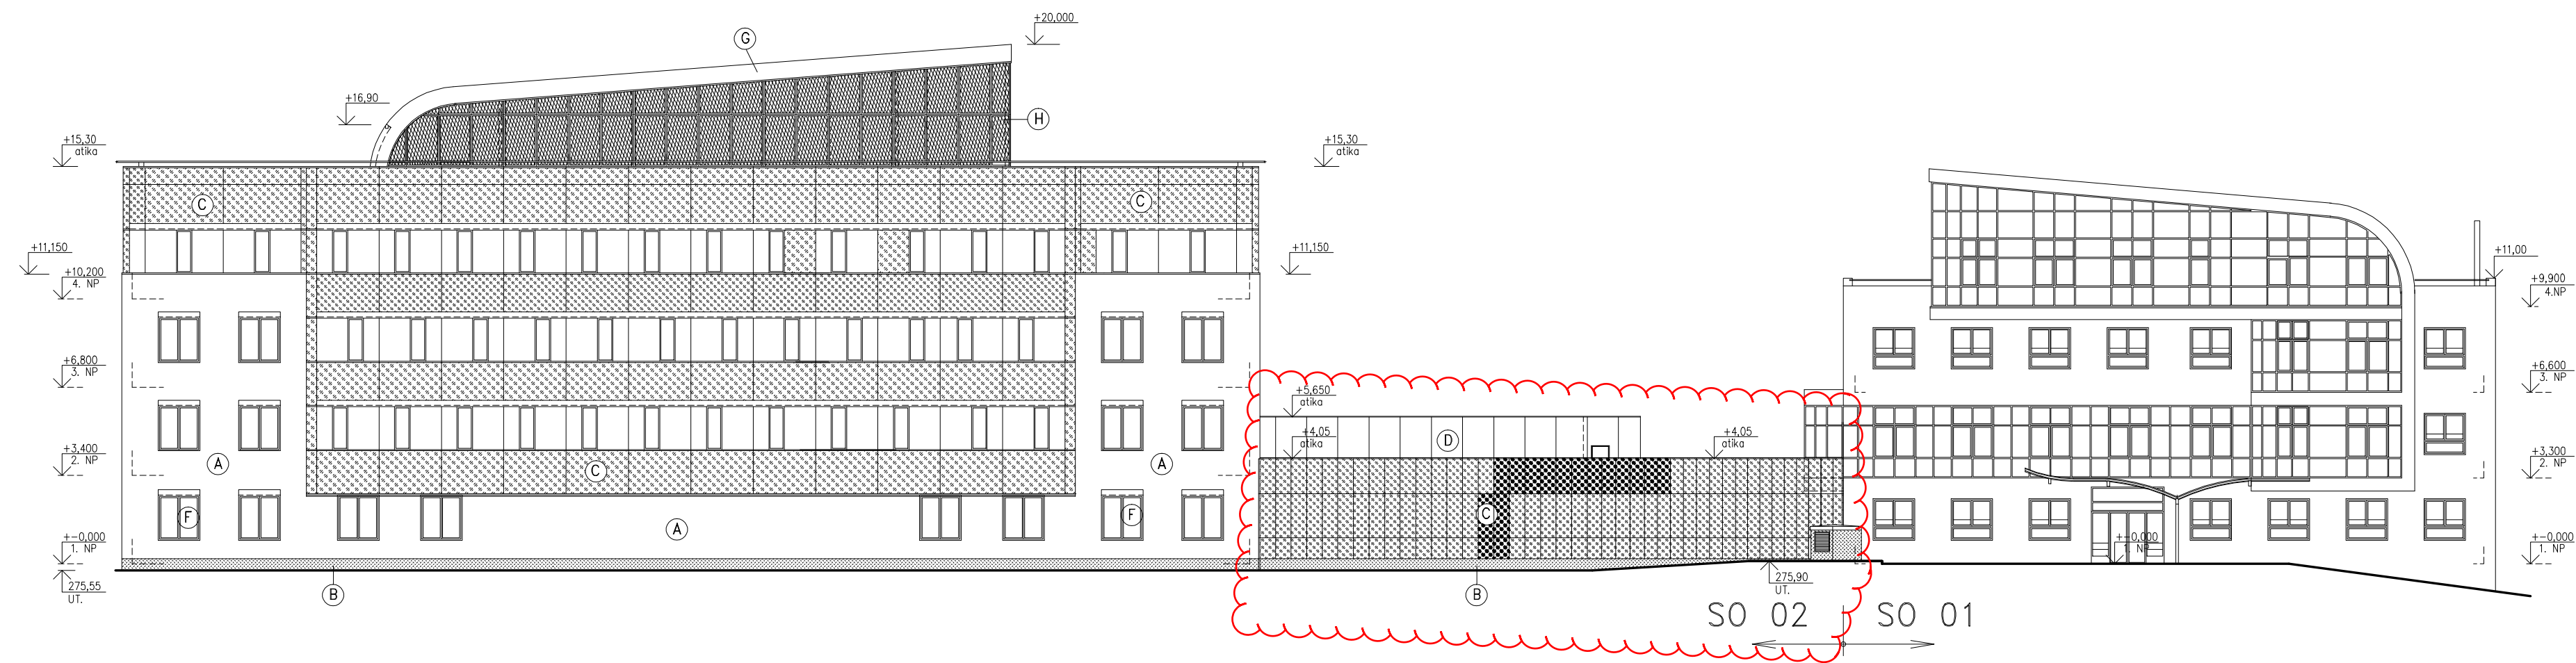 +20,000
G
+16,90
H
+15,30
atika
+15,30
atika
C
C
+11,150
+11,150
+11,00
+10,200
4. NP
+9,900
4.NP
+6,800
3. NP
+6,600
3. NP
+5,650
atika
+4,05
atika
D
+4,05
atika
+3,400
2. NP
+3,300
2. NP
A
C
A
F
A
F
C
+-0,000
1. NP
+-0,000
1. NP
+-0,000
1. NP
275,55
UT.
B
B
275,90
UT.
SO 02
SO 01